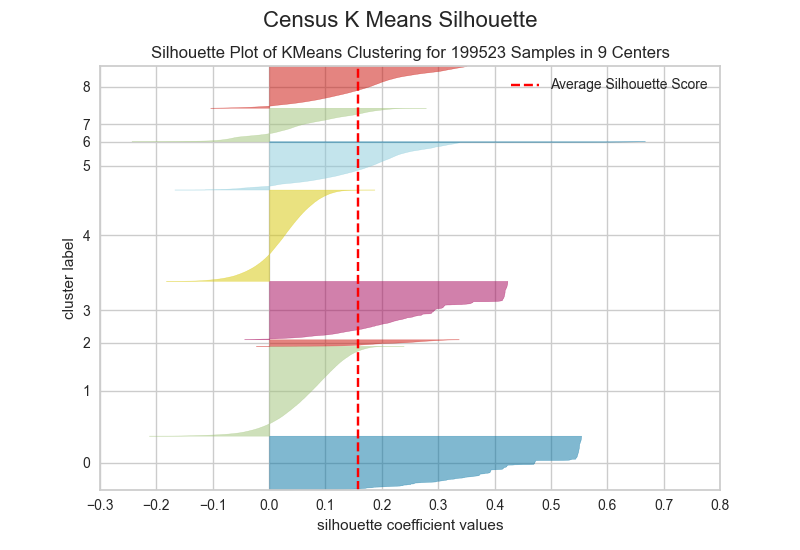 Census K Means Silhouette
Silhouette Plot of KMeans Clustering for 199523 Samples in 9 Centers
Average Silhouette Score
8
7
6
5
4
3
2
1
0
cluster label
−0.3 −0.2 −0.1 0.0 0.1 0.2 0.3 0.4 0.5 0.6 0.7 0.8
silhouette coefficient values